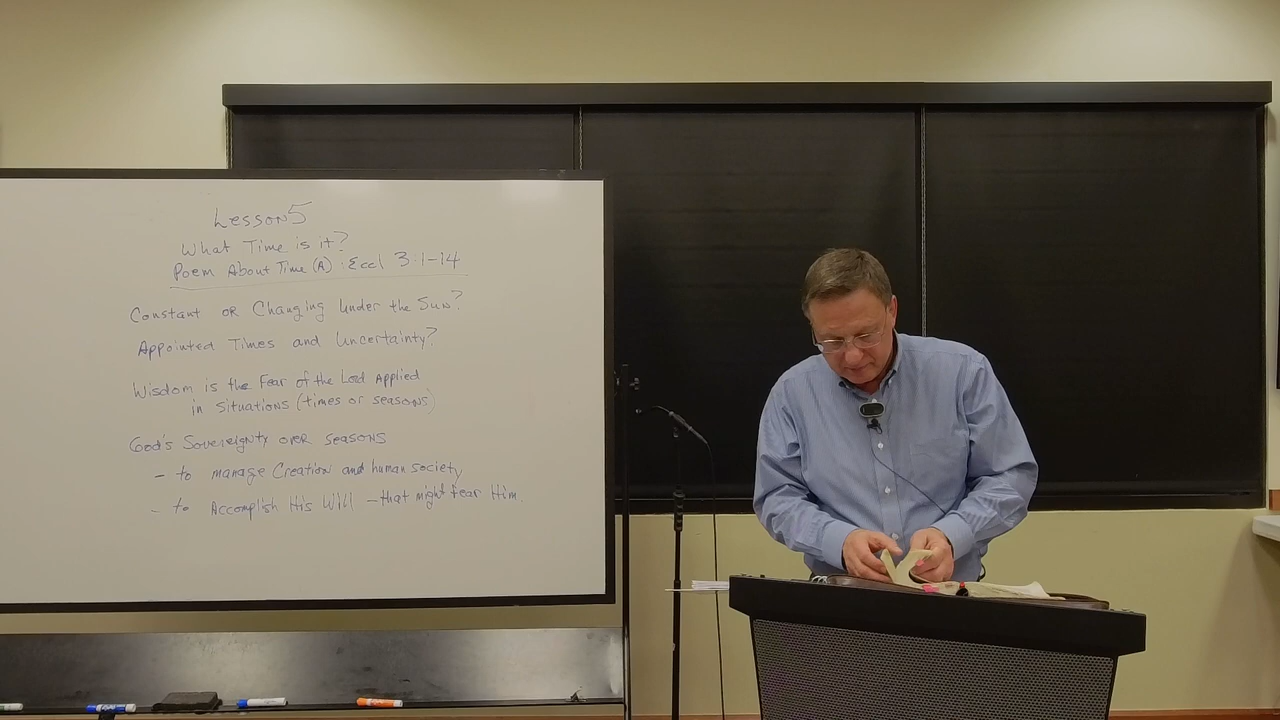 Lesson 5
What Time is it?
Poem About Time (A) : Eccl 3:1-14
Constant or Changing Under the Sun?
Appointed Times and Uncertainty?
Wisdom is the Fear of the Lord Applied
in Situations (times or seasons)
God's Sovereignty over seasons
- to manage Creation and human society
- to Accomplish His Will - that might fear Him.